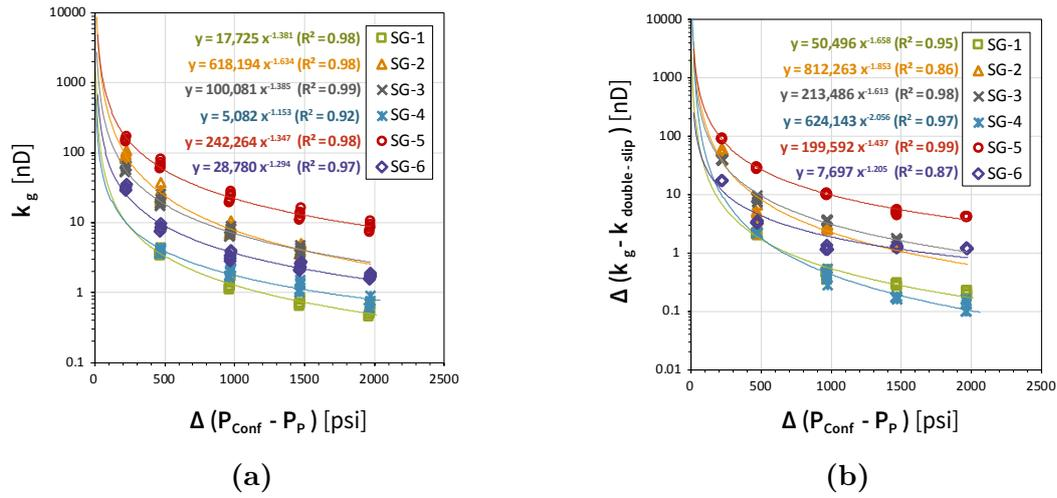 10000
1000
100
10
1
0.1
k g [nD]
y = 17,725 x-1.381 (R² = 0.98)
y = 618,194 x-1.634 (R² = 0.98)
y = 100,081 x-1.385 (R² = 0.99)
y = 5,082 x-1.153 (R² = 0.92)
y = 242,264 x-1.347 (R² = 0.98)
y = 28,780 x-1.294 (R² = 0.97)
SG-1
SG-2
SG-3
SG-4
SG-5
SG-6
0 500 1000 1500 2000 2500
Δ (PConf - PP ) [psi]
(a)
10000
1000
100
10
1
0.1
0.01
Δ (k g - k double - slip) [nD]
y = 50,496 x-1.658 (R² = 0.95)
y = 812,263 x-1.853 (R² = 0.86)
y = 213,486 x-1.613 (R² = 0.98)
y = 624,143 x-2.056 (R² = 0.97)
y = 199,592 x-1.437 (R² = 0.99)
y = 7,697 x-1.205 (R² = 0.87)
SG-1
SG-2
SG-3
SG-4
SG-5
SG-6
0 500 1000 1500 2000 2500
Δ (PConf - PP ) [psi]
(b)